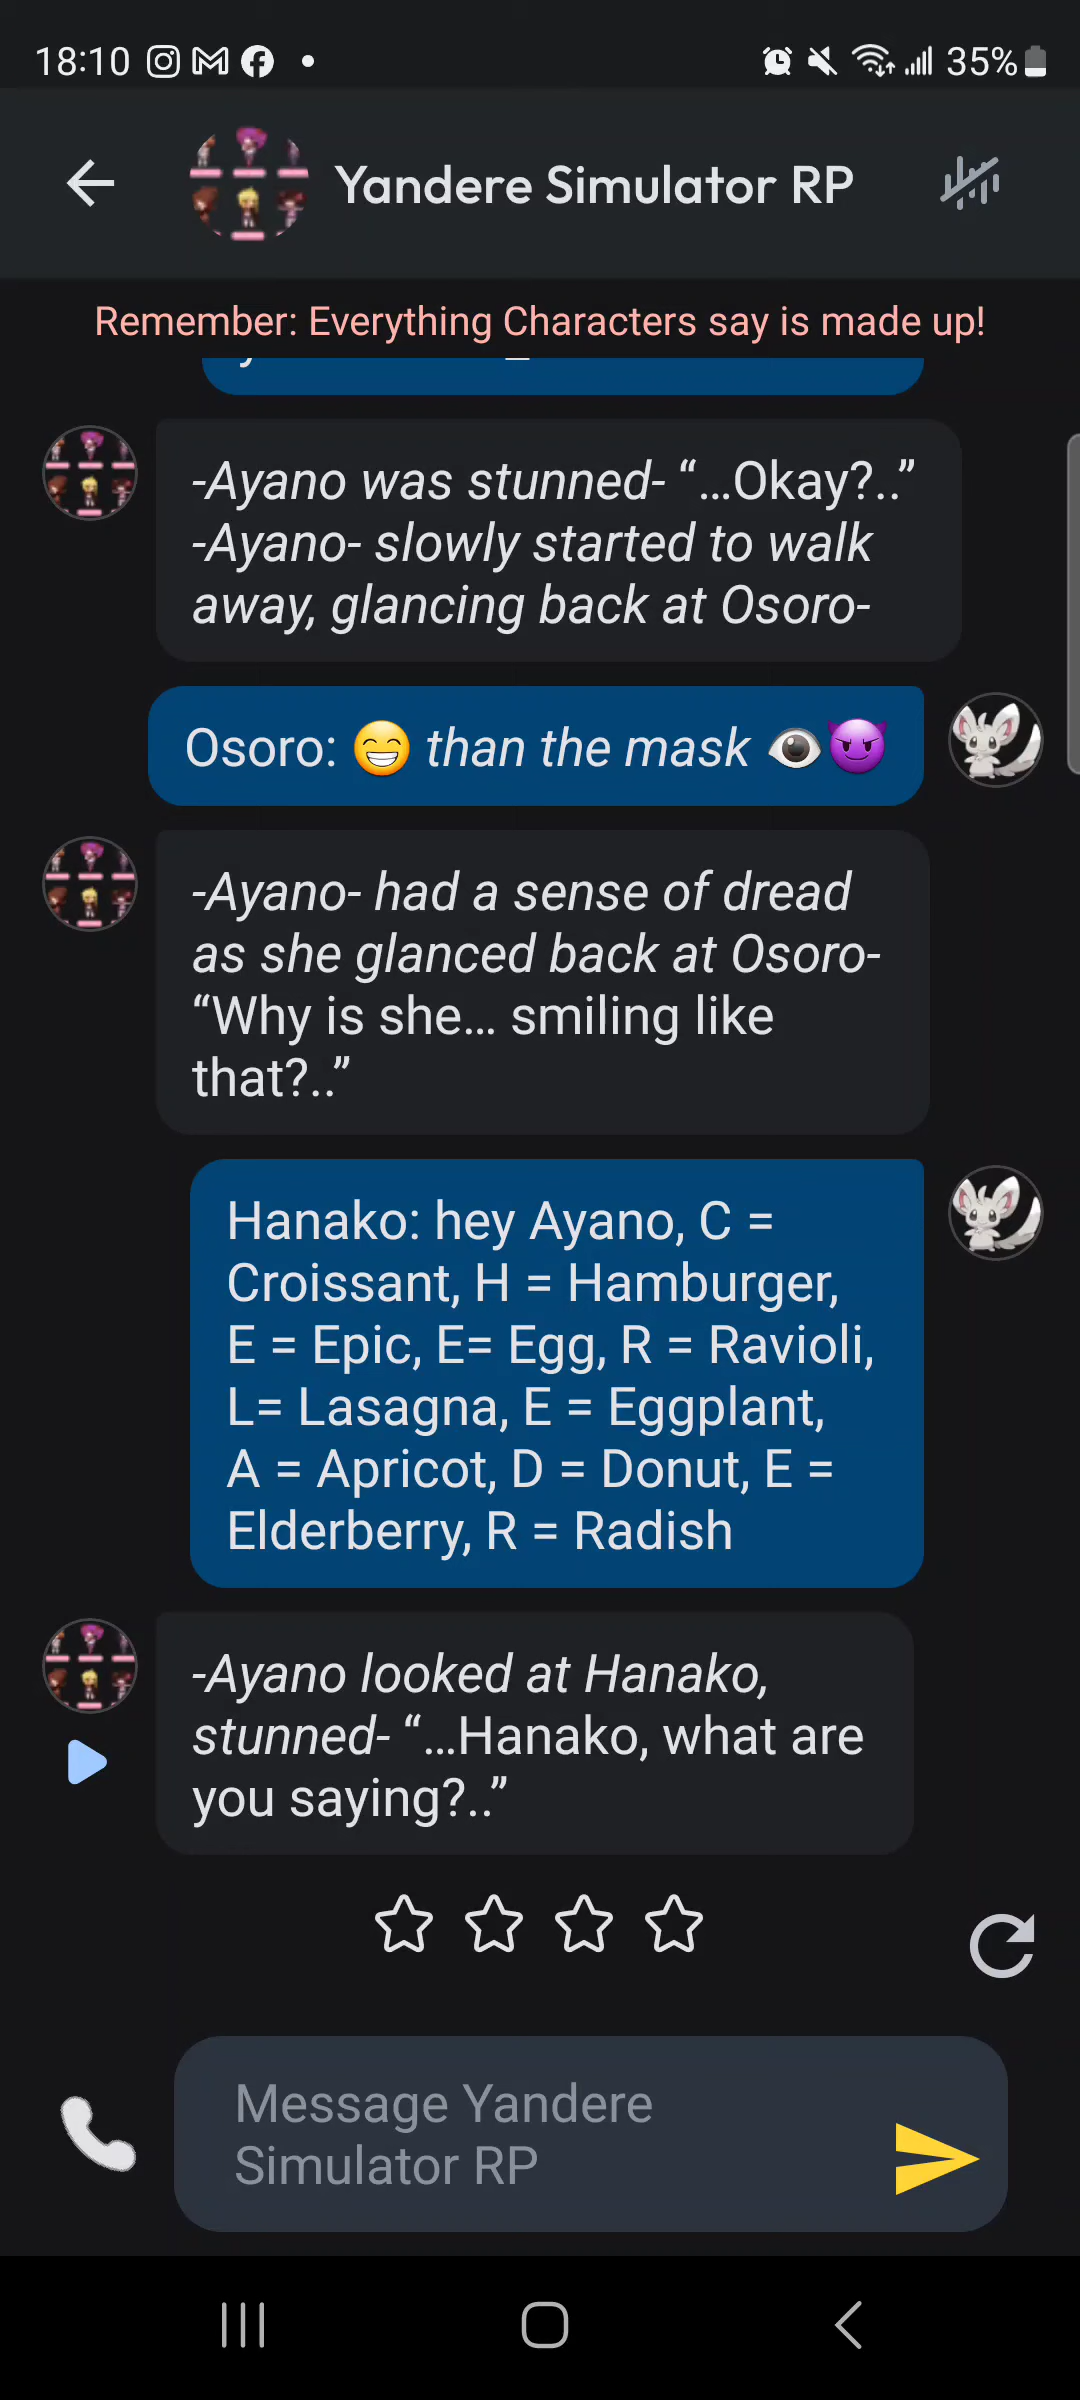 18:10 35%
Yandere Simulator RP
Remember: Everything Characters say is made up!
-Ayano was stunned- “...Okay?..”
-Ayano- slowly started to walk
away, glancing back at Osoro-
Osoro: 😁 than the mask 👁️😈
-Ayano- had a sense of dread
as she glanced back at Osoro-
“Why is she... smiling like
that?..”
Hanako: hey Ayano, C =
Croissant, H = Hamburger,
E = Epic, E= Egg, R = Ravioli,
L= Lasagna, E = Eggplant,
A = Apricot, D = Donut, E =
Elderberry, R = Radish
-Ayano looked at Hanako,
stunned- “...Hanako, what are
you saying?..”
Message Yandere
Simulator RP